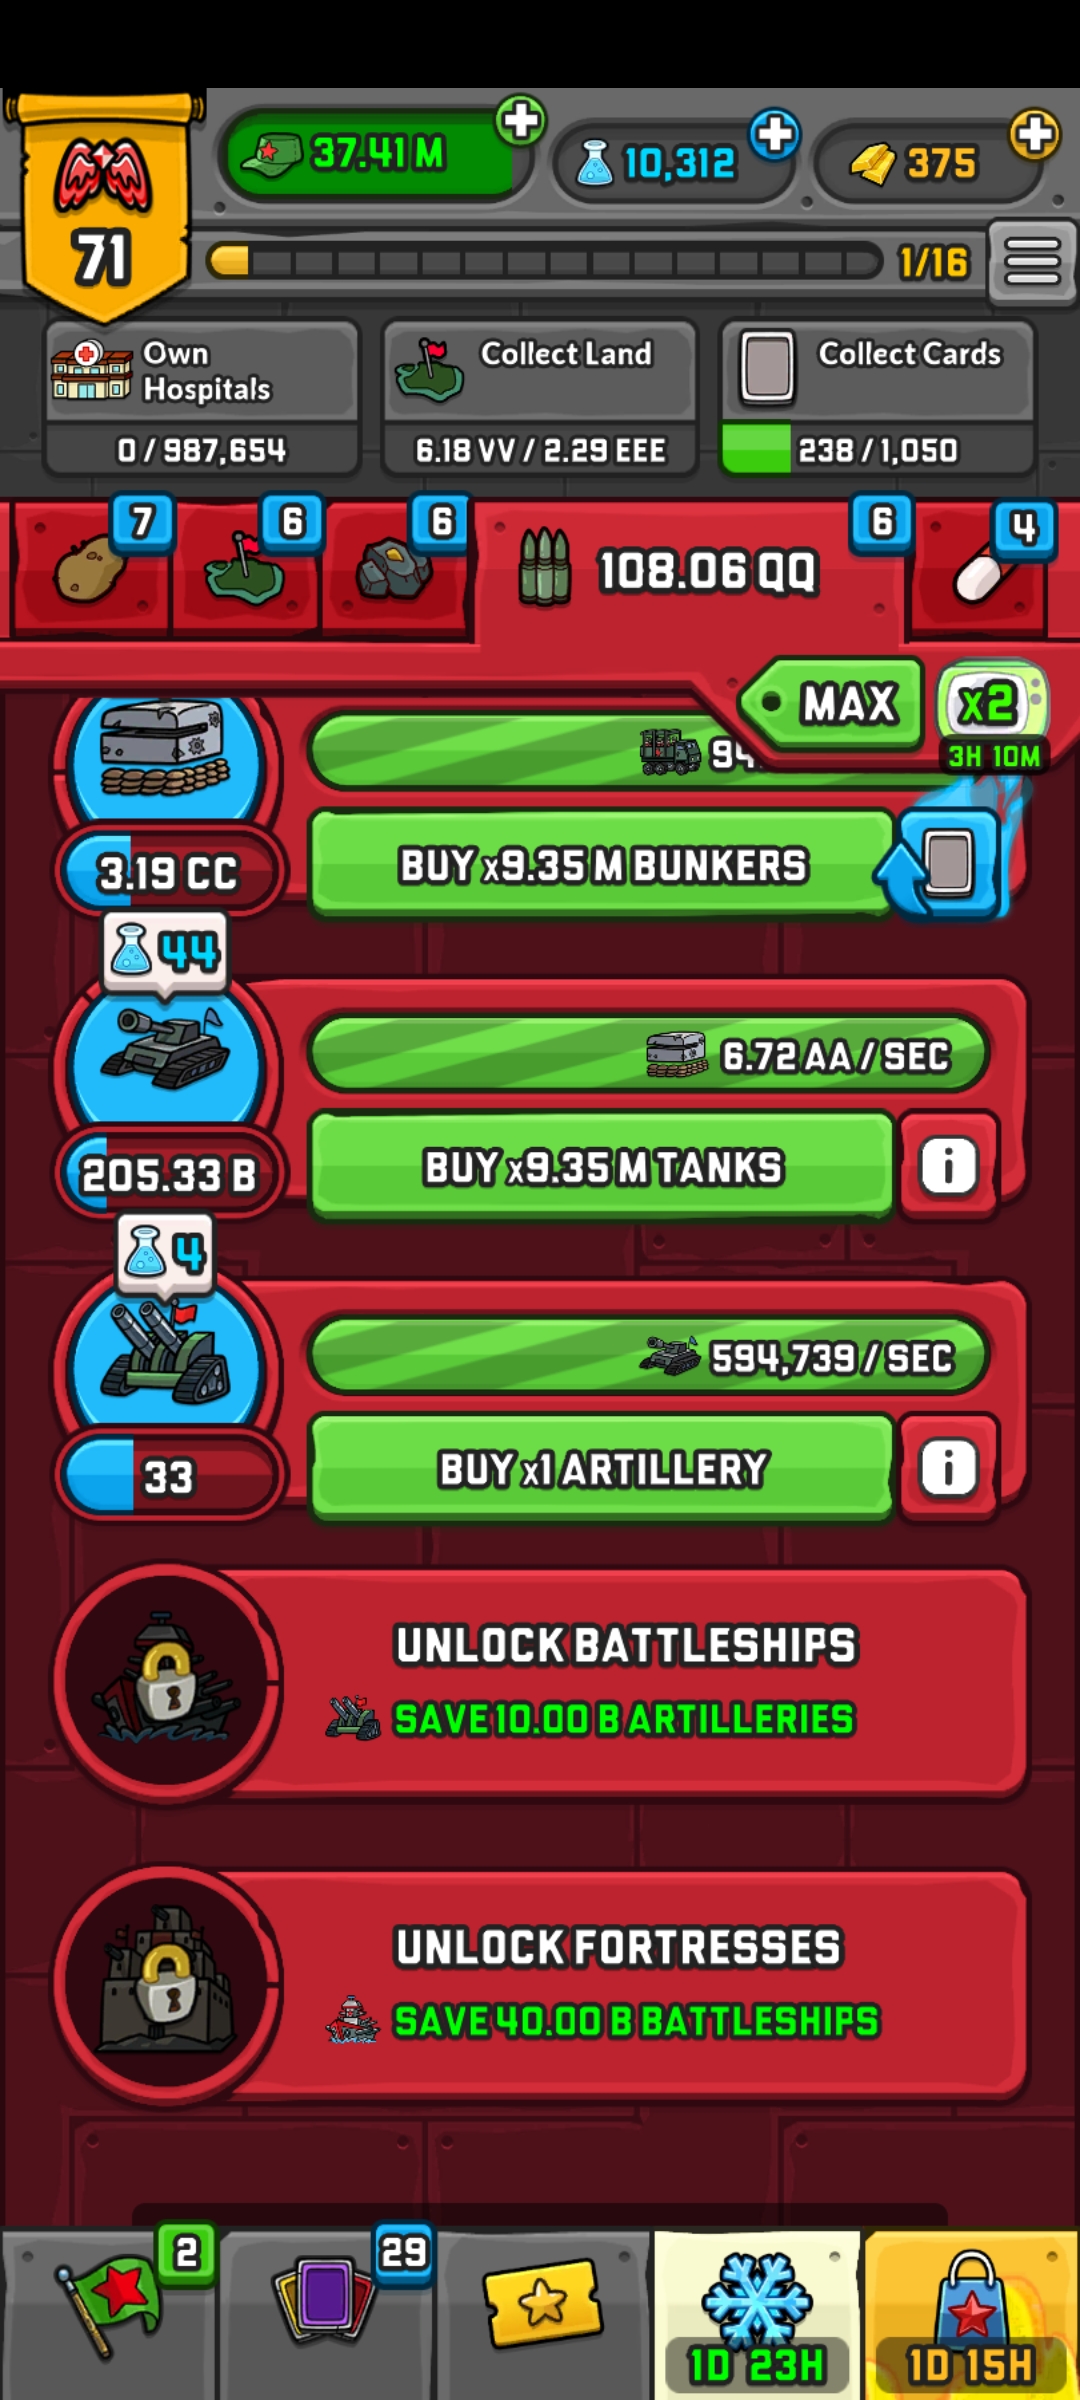 37.41 M
10,312
375
71
1/16
Own
Hospitals
0 / 987,654
Collect Land
6.18 VV / 2.29 EEE
Collect Cards
238 / 1,050
7
6
6
108.06 QQ
6
4
MAX
x2
3H 10M
94.
3.19 CC
BUY x9.35 M BUNKERS
44
6.72 AA / SEC
205.33 B
BUY x9.35 M TANKS
i
4
594,739 / SEC
33
BUY x1 ARTILLERY
i
UNLOCK BATTLESHIPS
SAVE 10.00 B ARTILLERIES
UNLOCK FORTRESSES
SAVE 40.00 B BATTLESHIPS
2
29
1D 23H
1D 15H